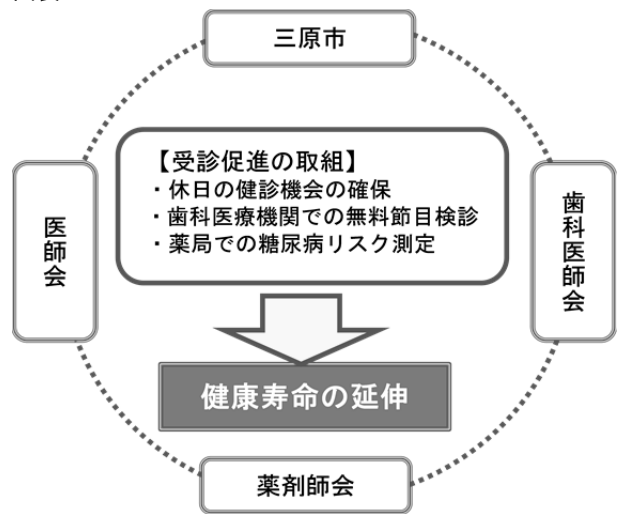 三原市
【受診促進の取組】
・休日の健診機会の確保
・歯科医療機関での無料節目検診
・薬局での糖尿病リスク測定
医師会
歯科医師会
健康寿命の延伸
薬剤師会